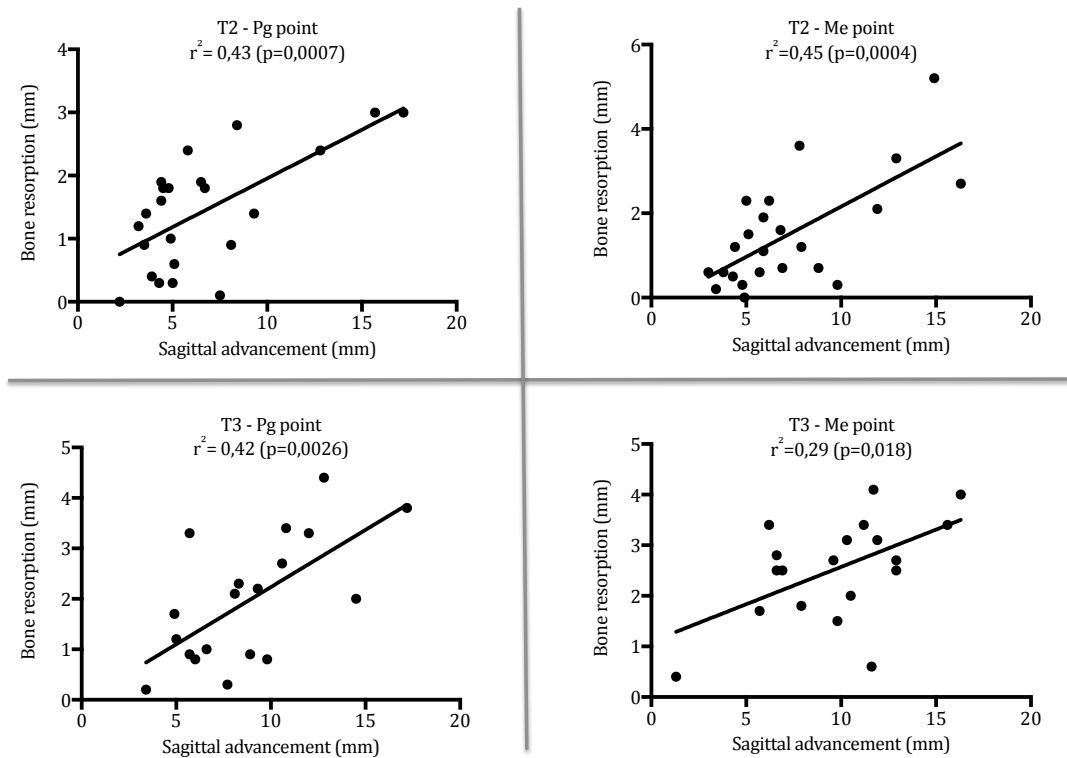 T2 - Pg point
r²= 0,43 (p=0,0007)
Bone resorption (mm)
4
3
2
1
0
0 5 10 15 20
Sagittal advancement (mm)
T2 - Me point
r²=0,45 (p=0,0004)
Bone resorption (mm)
6
4
2
0
0 5 10 15 20
Sagittal advancement (mm)
T3 - Pg point
r²= 0,42 (p=0,0026)
Bone resorption (mm)
5
4
3
2
1
0
0 5 10 15 20
Sagittal advancement (mm)
T3 - Me point
r²=0,29 (p=0,018)
Bone resorption (mm)
5
4
3
2
1
0
0 5 10 15 20
Sagittal advancement (mm)